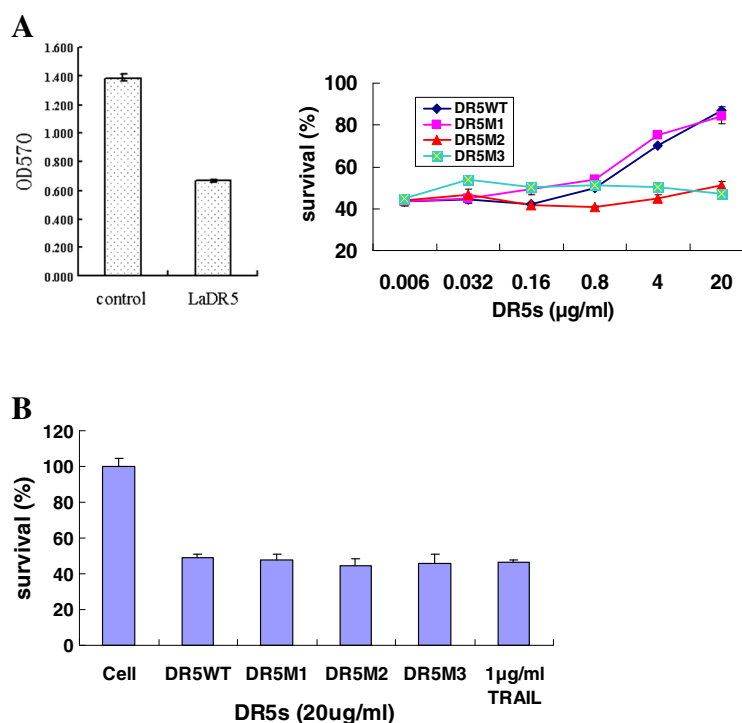 A
1.600
1.400
1.200
1.000
0.800
0.600
0.400
0.200
0.000
OD570
control
LaDR5
100
80
60
40
20
survival (%)
DR5WT
DR5M1
DR5M2
DR5M3
0.006 0.032 0.16 0.8 4 20
DR5s (µg/ml)
B
120
100
80
60
40
20
0
survival (%)
Cell DR5WT DR5M1 DR5M2 DR5M3 1µg/ml
TRAIL
DR5s (20ug/ml)